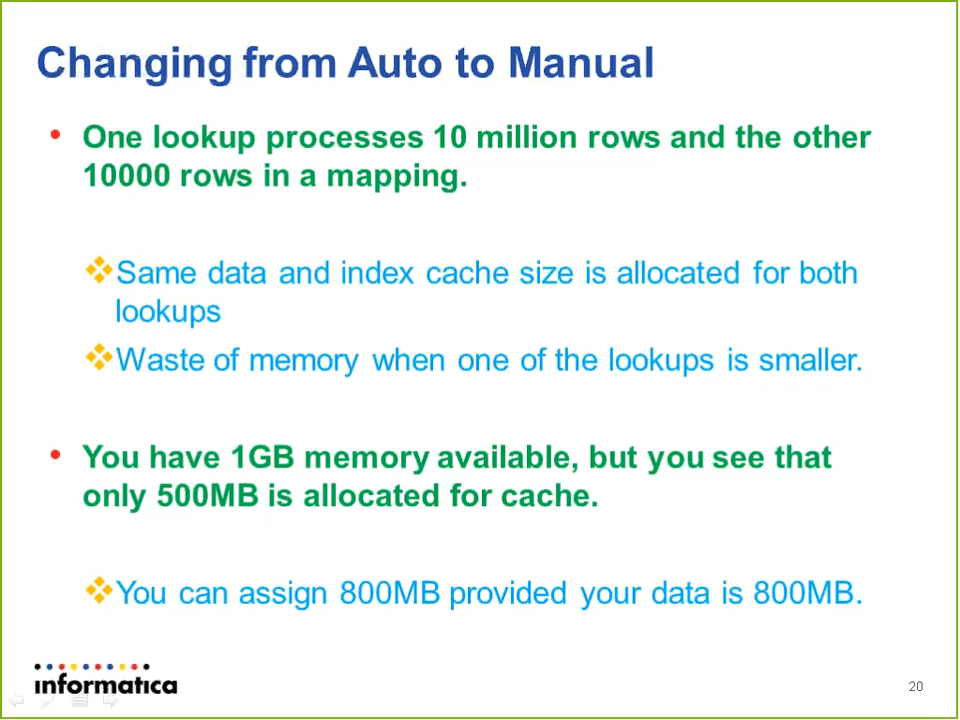 Changing from Auto to Manual
• One lookup processes 10 million rows and the other
10000 rows in a mapping.
❖Same data and index cache size is allocated for both
lookups
❖Waste of memory when one of the lookups is smaller.
• You have 1GB memory available, but you see that
only 500MB is allocated for cache.
❖You can assign 800MB provided your data is 800MB.
informatica
20